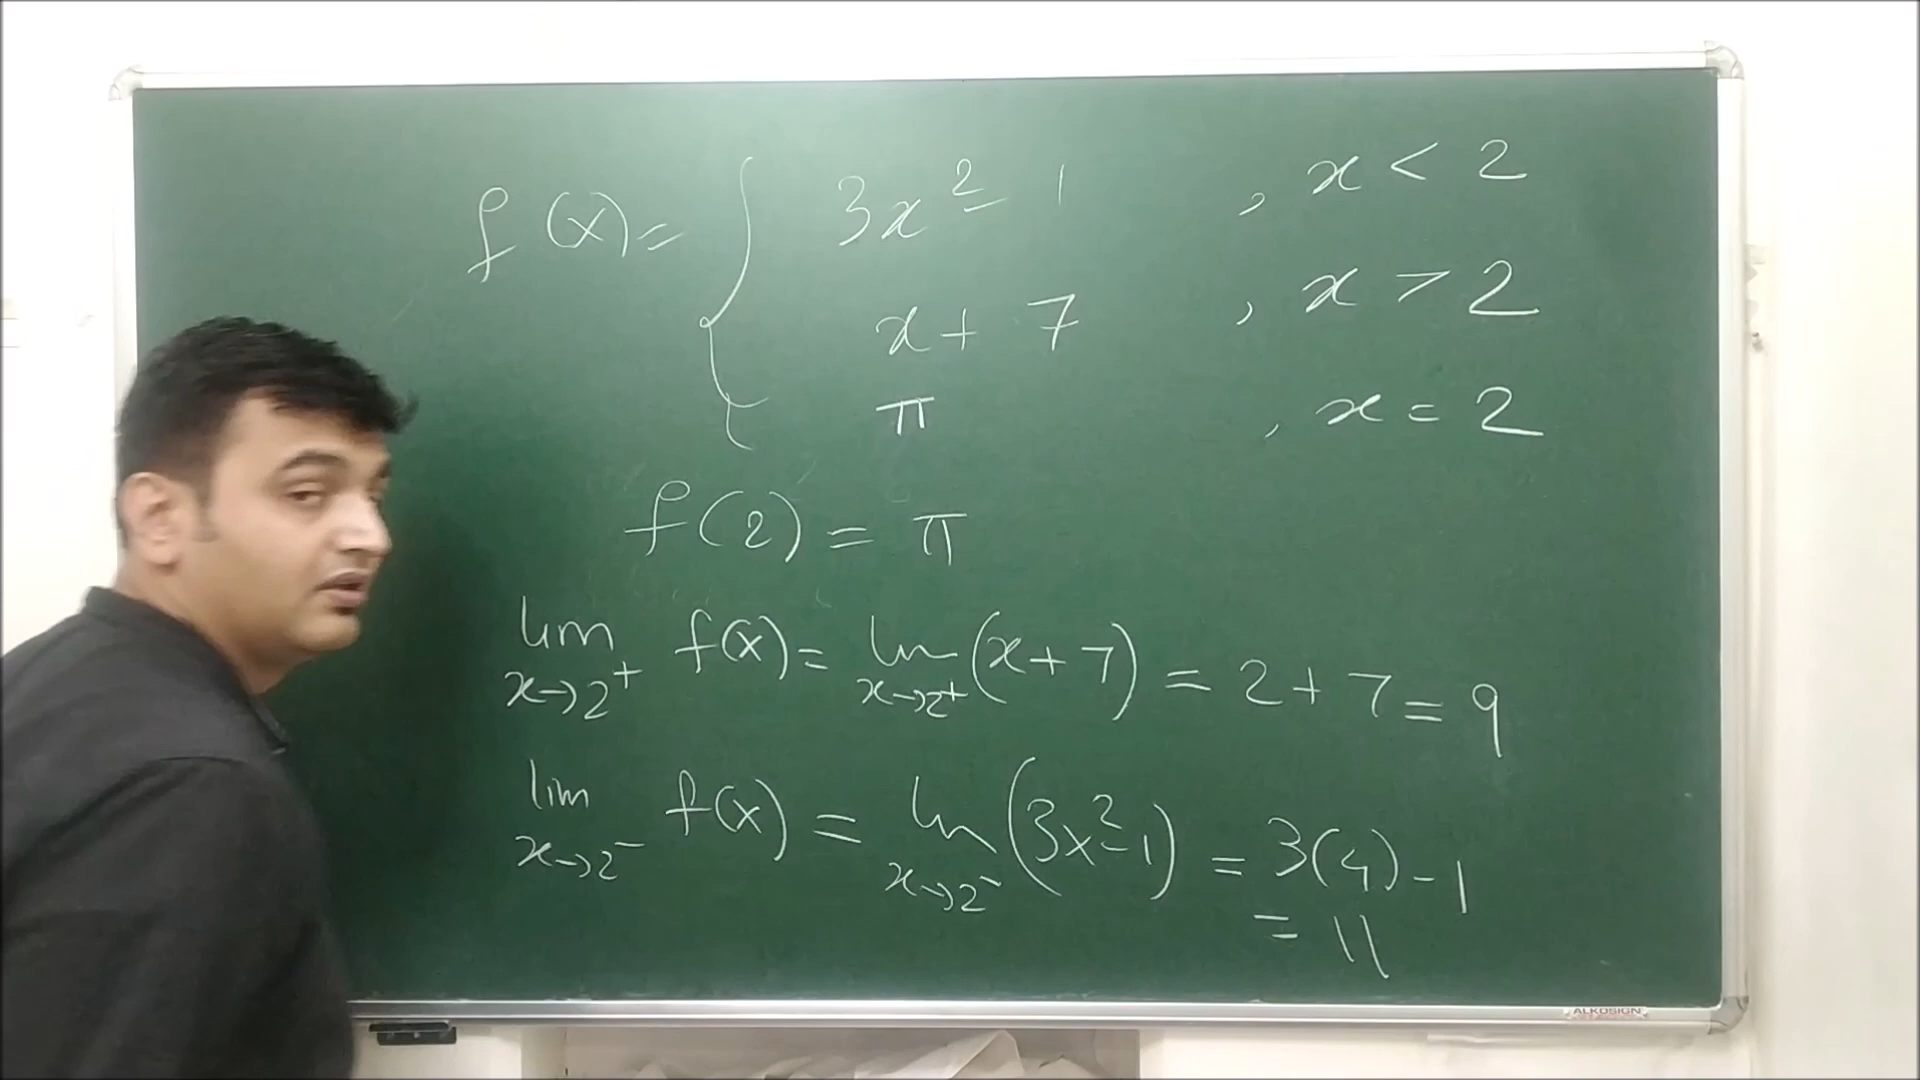 f(x) = { 3x² - 1 , x < 2
x + 7 , x > 2
π , x = 2
f(2) = π
lim x→2⁺ f(x) = lim x→2⁺ (x + 7) = 2 + 7 = 9
lim x→2⁻ f(x) = lim x→2⁻ (3x² - 1) = 3(4) - 1
= 11
ALKOSIGN